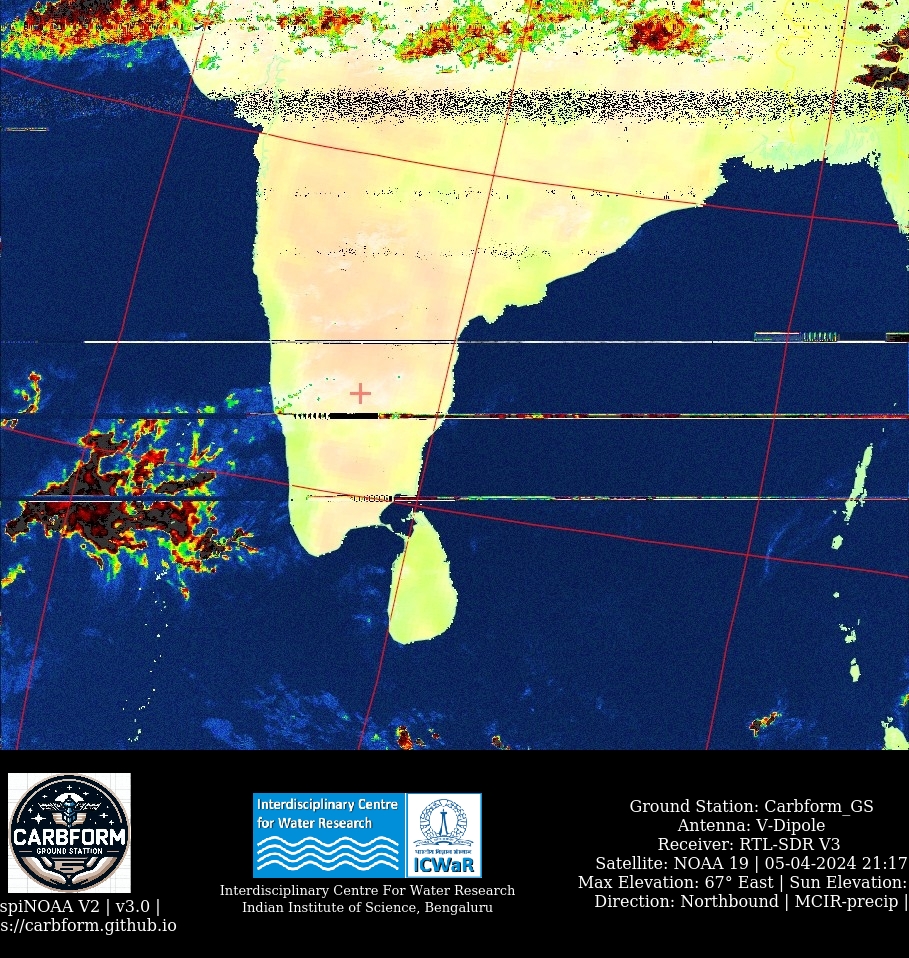 CARBFORM
GROUND STATION
spiNOAA V2 | v3.0 |
s://carbform.github.io
Interdisciplinary Centre
for Water Research
भारतीय विज्ञान संस्थान
ICWaR
Interdisciplinary Centre For Water Research
Indian Institute of Science, Bengaluru
Ground Station: Carbform_GS
Antenna: V-Dipole
Receiver: RTL-SDR V3
Satellite: NOAA 19 | 05-04-2024 21:17
Max Elevation: 67° East | Sun Elevation:
Direction: Northbound | MCIR-precip |